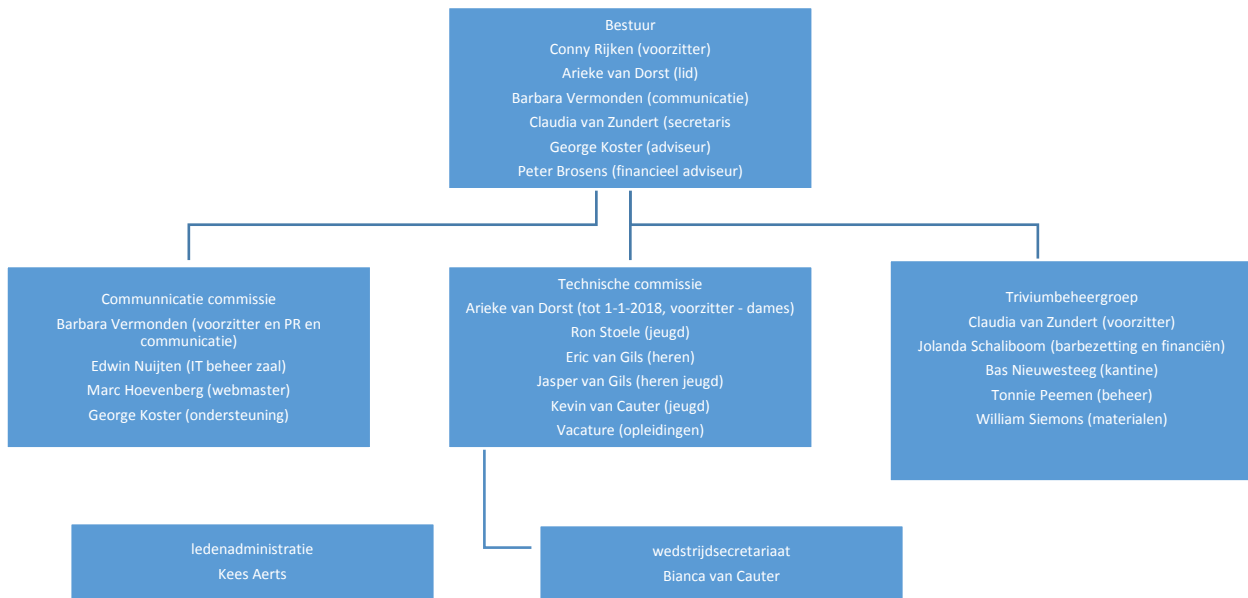 Bestuur
Conny Rijken (voorzitter)
Arieke van Dorst (lid)
Barbara Vermonden (communicatie)
Claudia van Zundert (secretaris
George Koster (adviseur)
Peter Brosens (financieel adviseur)
Communnicatie commissie
Barbara Vermonden (voorzitter en PR en
communicatie)
Edwin Nuijten (IT beheer zaal)
Marc Hoevenberg (webmaster)
George Koster (ondersteuning)
Technische commissie
Arieke van Dorst (tot 1-1-2018, voorzitter - dames)
Ron Stoele (jeugd)
Eric van Gils (heren)
Jasper van Gils (heren jeugd)
Kevin van Cauter (jeugd)
Vacature (opleidingen)
Triviumbeheergroep
Claudia van Zundert (voorzitter)
Jolanda Schaliboom (barbezetting en financiën)
Bas Nieuwesteeg (kantine)
Tonnie Peemen (beheer)
William Siemons (materialen)
ledenadministratie
Kees Aerts
wedstrijdsecretariaat
Bianca van Cauter